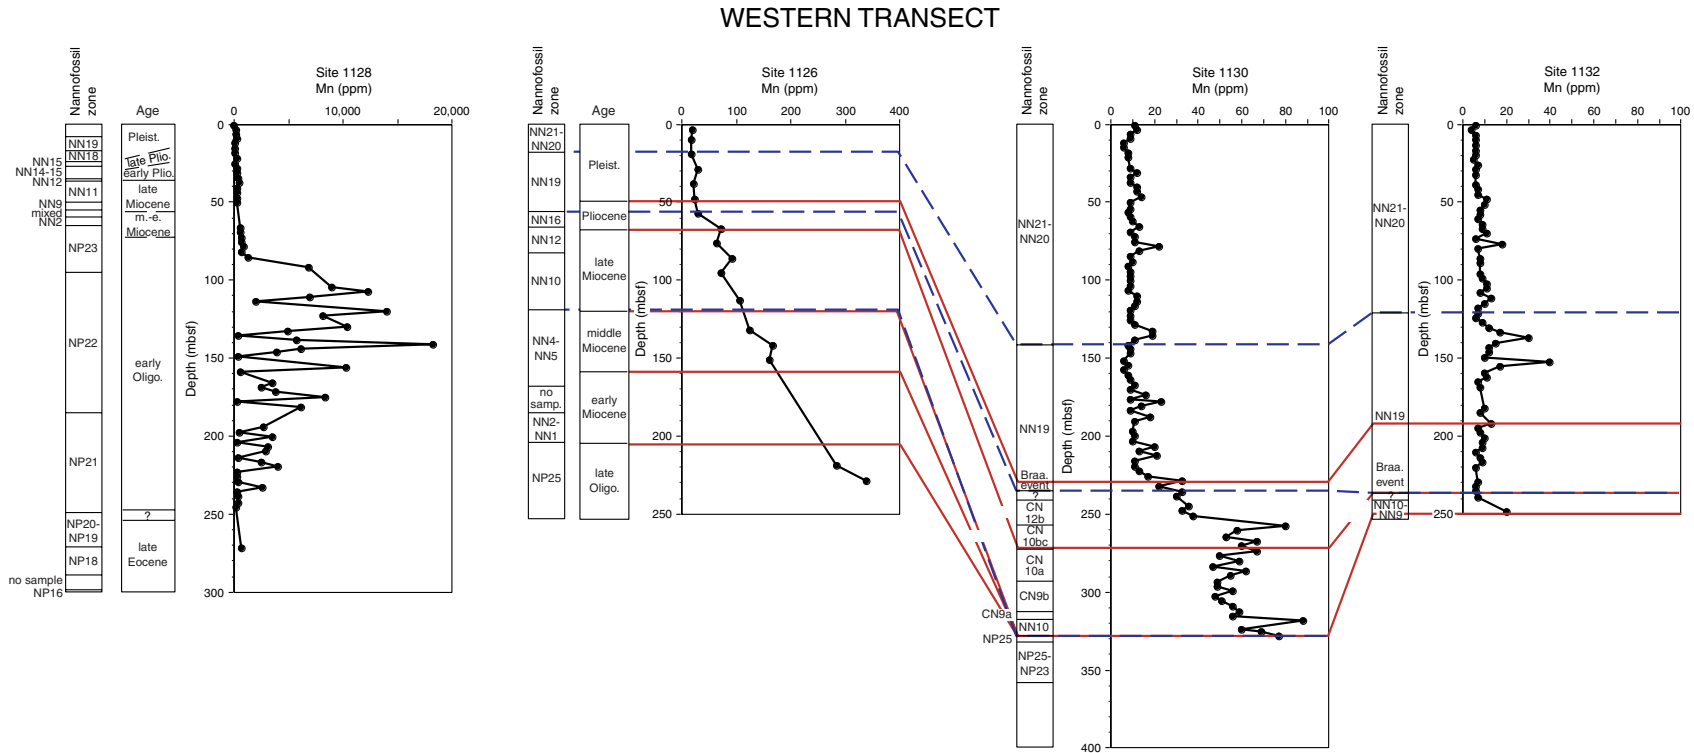 WESTERN TRANSECT
Nannofossil
zone
Age
Site 1128
Mn (ppm)
0
10,000
20,000
NN19
NN18
NN15
NN14-15
NN12
NN11
NN9
mixed
NN2
NP23
NP22
NP21
NP20-
NP19
NP18
no sample
NP16
Pleist.
late Plio.
early Plio.
late
Miocene
m.-e.
Miocene
early
Oligo.
?
late
Eocene
Depth (mbsf)
0
50
100
150
200
250
300
Nannofossil
zone
Age
Site 1126
Mn (ppm)
0
100
200
300
400
NN21-
NN20
NN19
NN16
NN12
NN10
NN4-
NN5
no
samp.
NN2-
NN1
NP25
Pleist.
Pliocene
late
Miocene
middle
Miocene
early
Miocene
late
Oligo.
Depth (mbsf)
0
50
100
150
200
250
Nannofossil
zone
Site 1130
Mn (ppm)
0
20
40
60
80
100
NN21-
NN20
NN19
Braa.
event
?
CN
12b
CN
10bc
CN
10a
CN9b
CN9a
NN10
NP25
NP25-
NP23
Depth (mbsf)
0
50
100
150
200
250
300
350
400
Nannofossil
zone
Site 1132
Mn (ppm)
0
20
40
60
80
100
NN21-
NN20
NN19
Braa.
event
?
NN10-
NN9
Depth (mbsf)
0
50
100
150
200
250